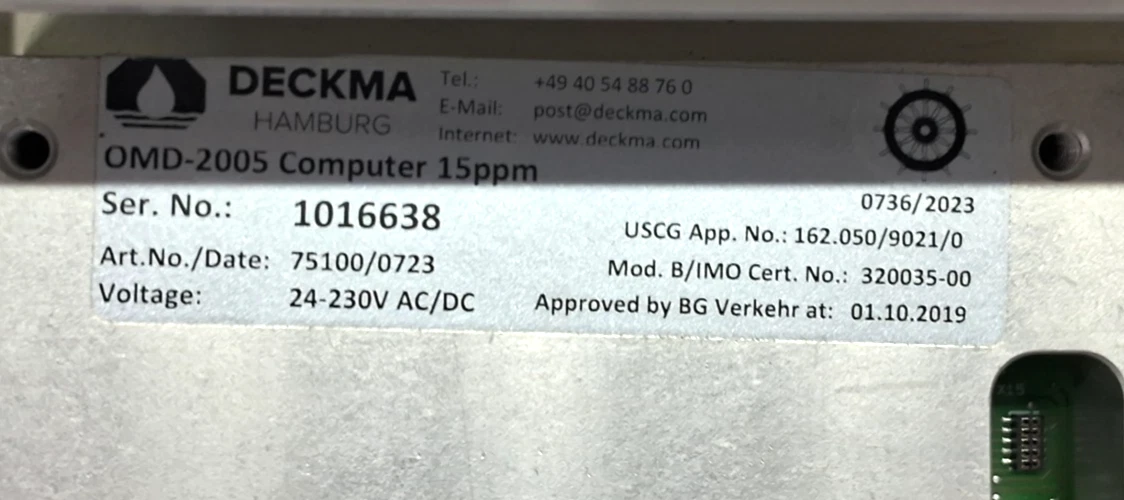 DECKMA
HAMBURG
Tel.: +49 40 54 88 76 0
E-Mail: post@deckma.com
Internet: www.deckma.com
OMD-2005 Computer 15ppm
0736/2023
Ser. No.: 1016638
USCG App. No.: 162.050/9021/0
Art.No./Date: 75100/0723
Mod. B/IMO Cert. No.: 320035-00
Voltage: 24-230V AC/DC
Approved by BG Verkehr at: 01.10.2019
X15